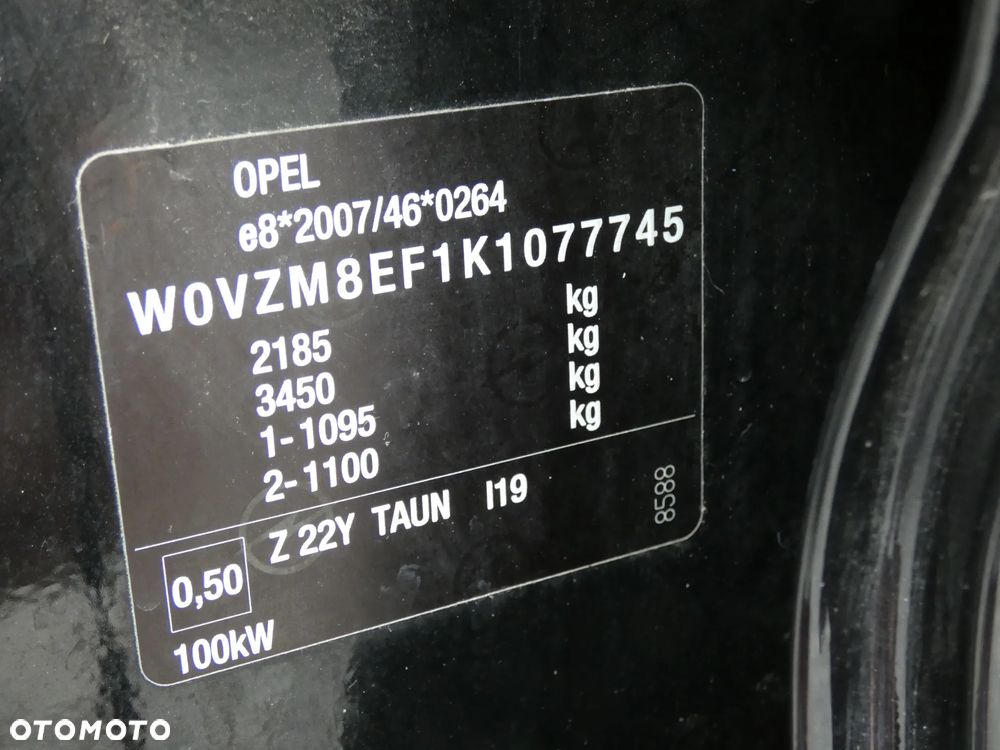 OPEL
e8*2007/46*0264
W0VZM8EF1K1077745
2185 kg
3450 kg
1-1095 kg
2-1100 kg
Z 22Y TAUN I19
8588
0,50
100kW
OTOMOTO